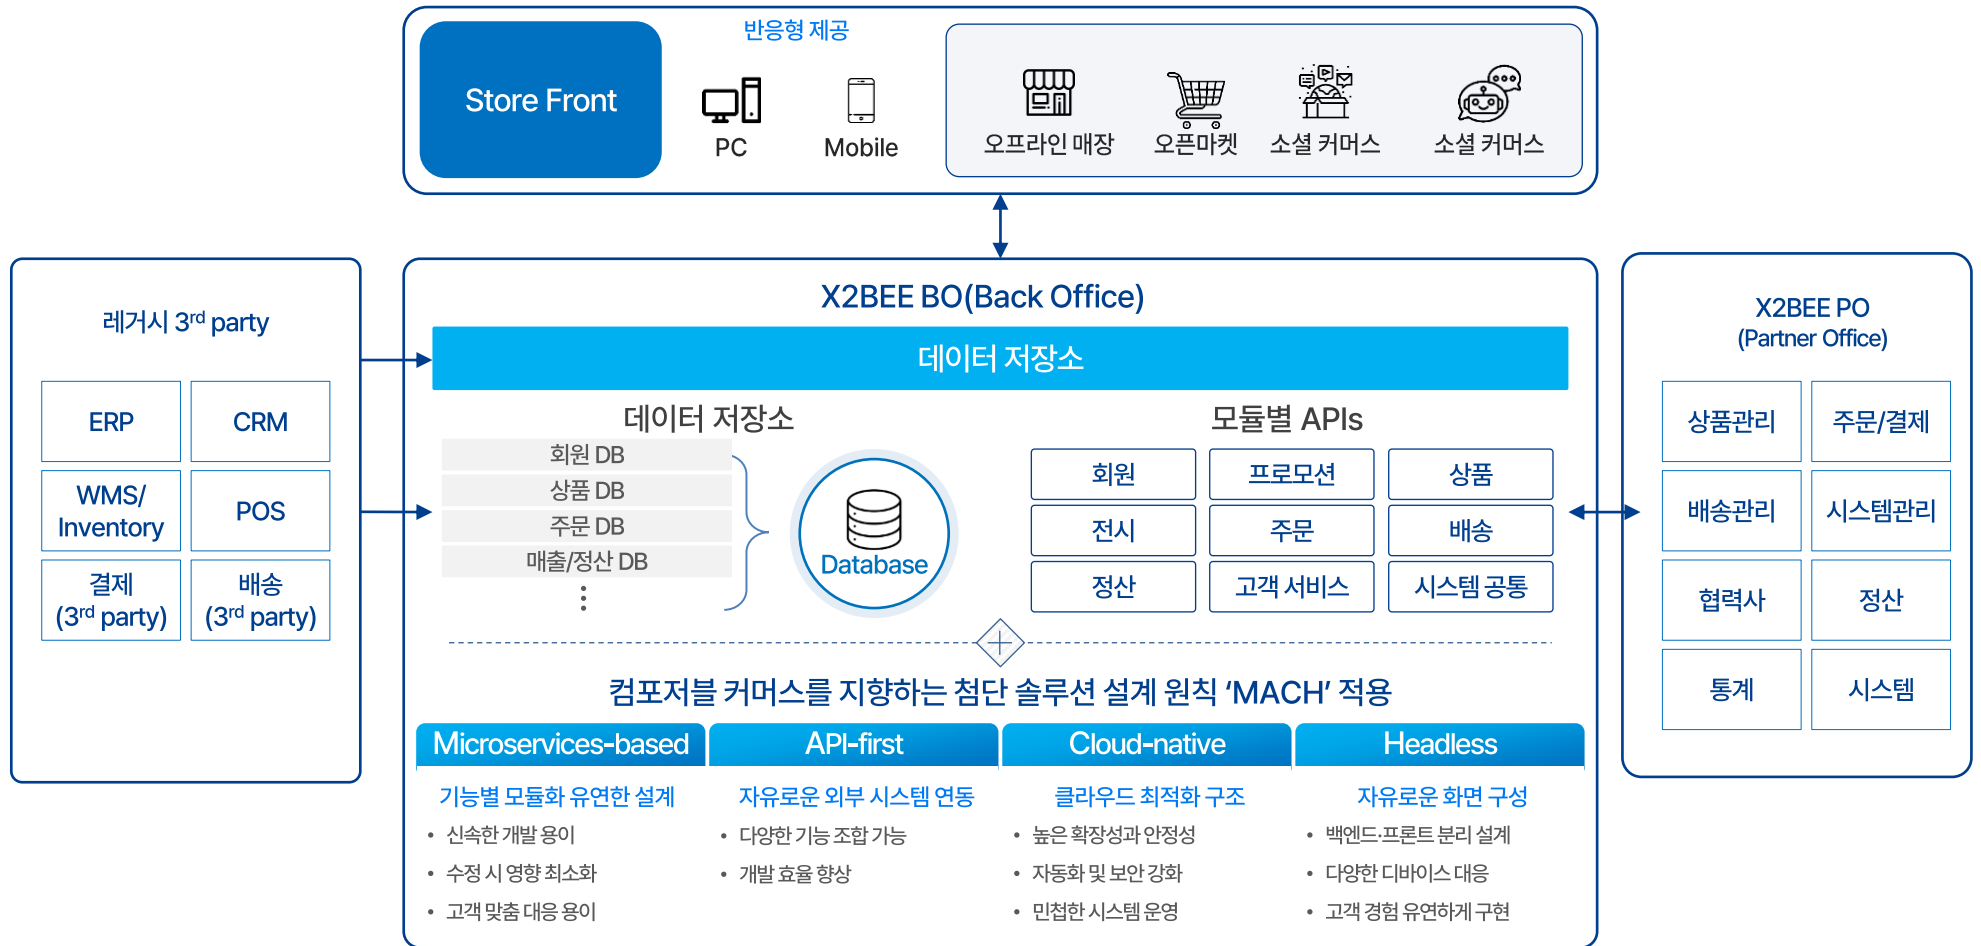 Store Front
반응형 제공
PC
Mobile
오프라인 매장
오픈마켓
소셜 커머스
소셜 커머스
레거시 3rd party
ERP
CRM
WMS/
Inventory
POS
결제
(3rd party)
배송
(3rd party)
X2BEE BO(Back Office)
데이터 저장소
데이터 저장소
회원 DB
상품 DB
주문 DB
매출/정산 DB
Database
모듈별 APIs
회원
프로모션
상품
전시
주문
배송
정산
고객 서비스
시스템 공통
컴포저블 커머스를 지향하는 첨단 솔루션 설계 원칙 ‘MACH’ 적용
Microservices-based
기능별 모듈화 유연한 설계
• 신속한 개발 용이
• 수정 시 영향 최소화
• 고객 맞춤 대응 용이
API-first
자유로운 외부 시스템 연동
• 다양한 기능 조합 가능
• 개발 효율 향상
Cloud-native
클라우드 최적화 구조
• 높은 확장성과 안정성
• 자동화 및 보안 강화
• 민첩한 시스템 운영
Headless
자유로운 화면 구성
• 백엔드·프론트 분리 설계
• 다양한 디바이스 대응
• 고객 경험 유연하게 구현
X2BEE PO
(Partner Office)
상품관리
주문/결제
배송관리
시스템관리
협력사
정산
통계
시스템